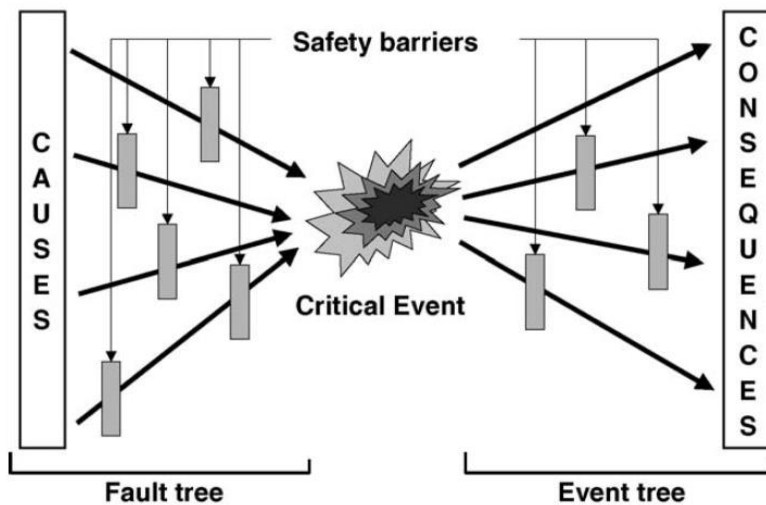 Safety barriers
CAUSES
CONSEQUENCES
Critical Event
Fault tree
Event tree